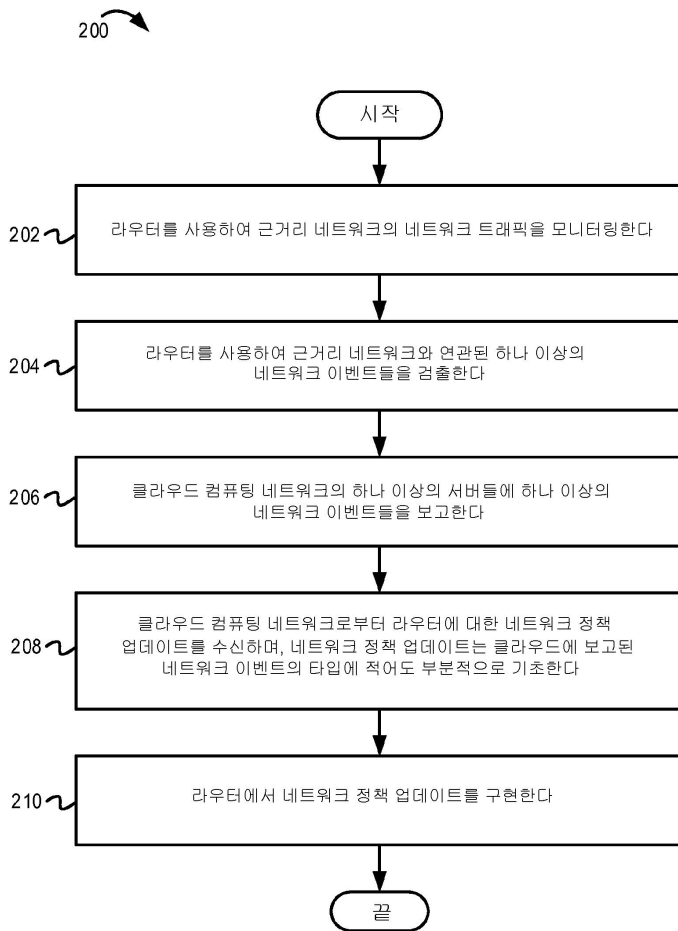 200
시작
202
라우터를 사용하여 근거리 네트워크의 네트워크 트래픽을 모니터링한다
204
라우터를 사용하여 근거리 네트워크와 연관된 하나 이상의
네트워크 이벤트들을 검출한다
206
클라우드 컴퓨팅 네트워크의 하나 이상의 서버들에 하나 이상의
네트워크 이벤트들을 보고한다
208
클라우드 컴퓨팅 네트워크로부터 라우터에 대한 네트워크 정책
업데이트를 수신하며, 네트워크 정책 업데이트는 클라우드에 보고된
네트워크 이벤트의 타입에 적어도 부분적으로 기초한다
210
라우터에서 네트워크 정책 업데이트를 구현한다
끝